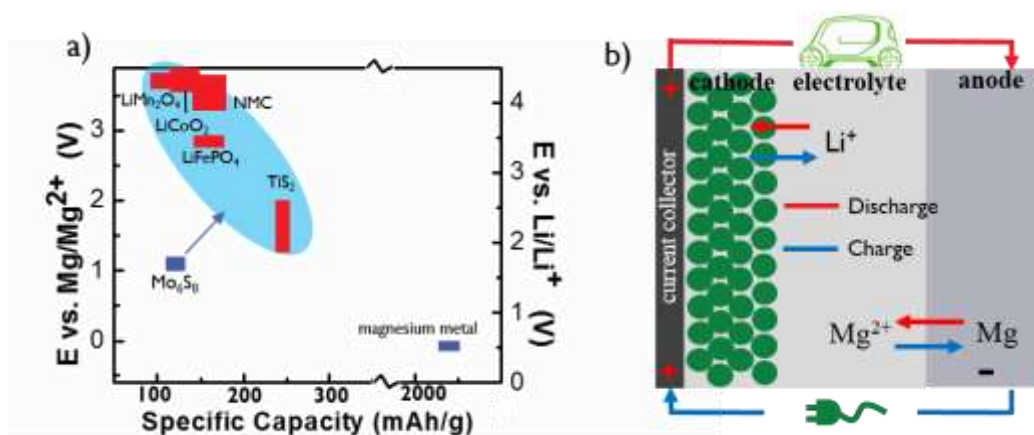 a)
E vs. Mg/Mg²⁺ (V)
3
2
1
0
LiMn₂O₄
NMC
LiCoO₂
LiFePO₄
TiS₂
Mo₆S₈
magnesium metal
4
3
2
1
0
E vs. Li/Li⁺ (V)
100 200 300 2000
Specific Capacity (mAh/g)
b)
cathode electrolyte anode
+
current collector
Li⁺
Discharge
Charge
Mg²⁺ Mg
+ -